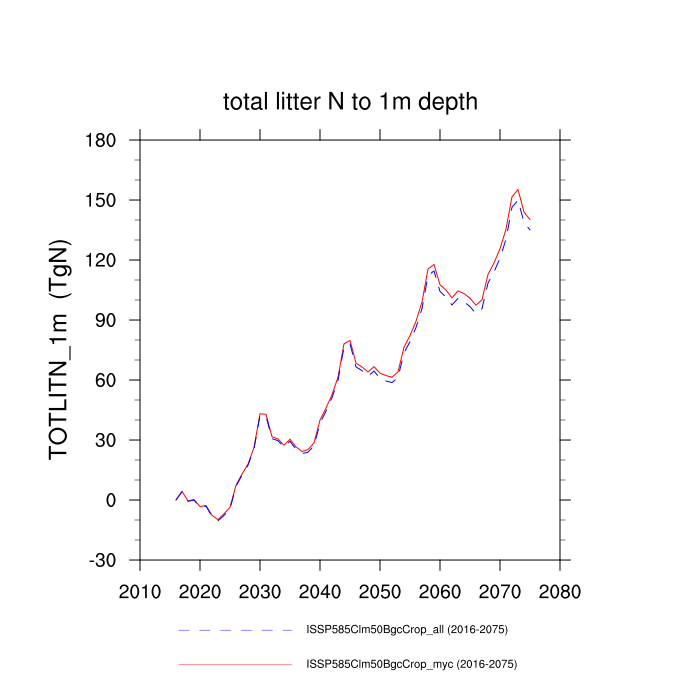 total litter N to 1m depth
TOTLITN_1m (TgN)
180
150
120
90
60
30
0
-30
2010 2020 2030 2040 2050 2060 2070 2080
ISSP585Clm50BgcCrop_all (2016-2075)
ISSP585Clm50BgcCrop_myc (2016-2075)